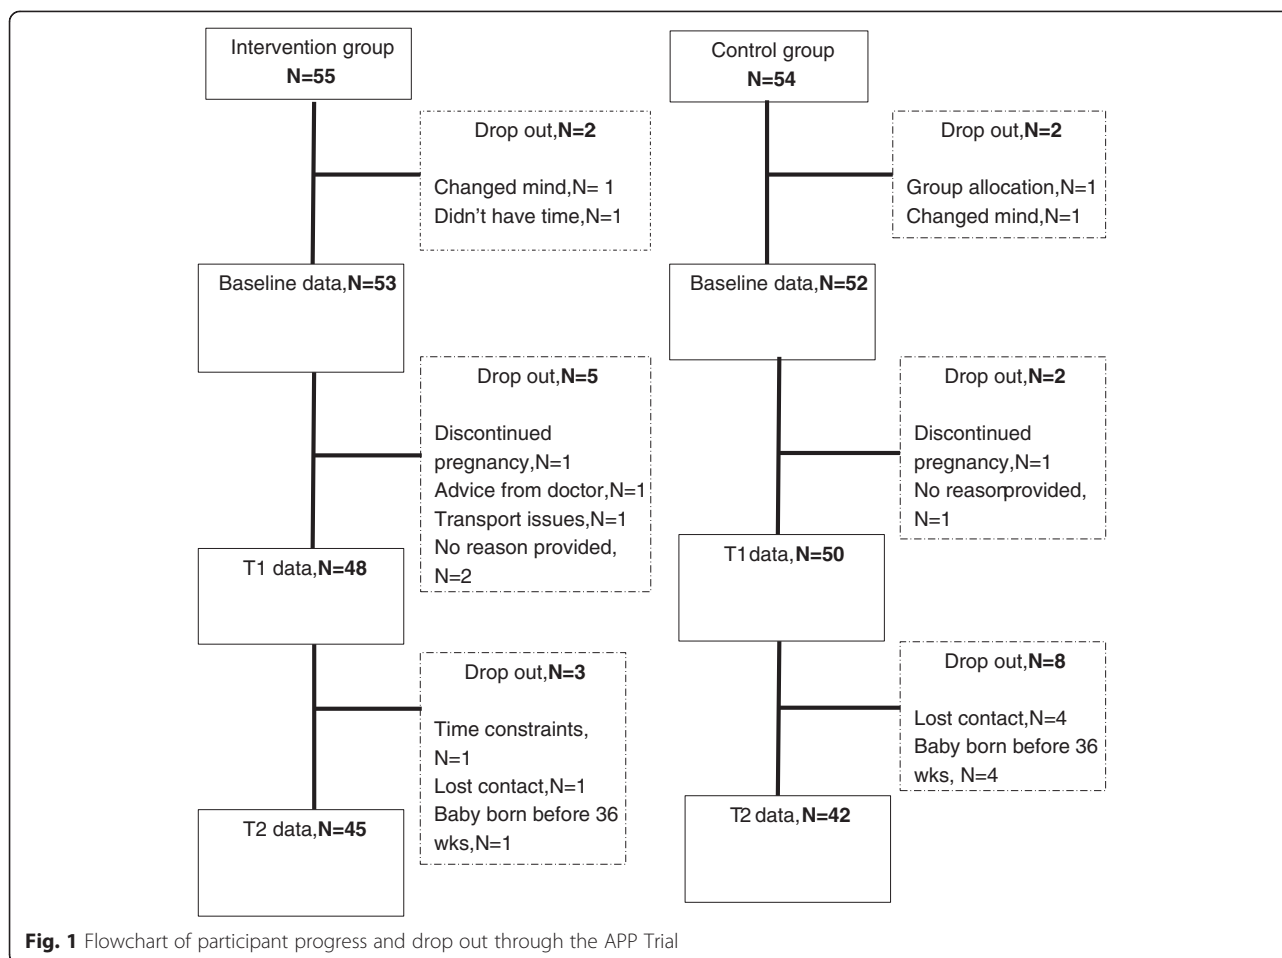 Intervention group
N=55
Drop out,N=2
Changed mind,N= 1
Didn't have time,N=1
Baseline data,N=53
Drop out,N=5
Discontinued
pregnancy,N=1
Advice from doctor,N=1
Transport issues,N=1
No reason provided,
N=2
T1 data,N=48
Drop out,N=3
Time constraints,
N=1
Lost contact,N=1
Baby born before 36
wks,N=1
T2 data,N=45
Control group
N=54
Drop out,N=2
Group allocation,N=1
Changed mind,N=1
Baseline data,N=52
Drop out,N=2
Discontinued
pregnancy,N=1
No reasonprovided,
N=1
T1 data,N=50
Drop out,N=8
Lost contact,N=4
Baby born before 36
wks, N=4
T2 data,N=42
Fig. 1 Flowchart of participant progress and drop out through the APP Trial